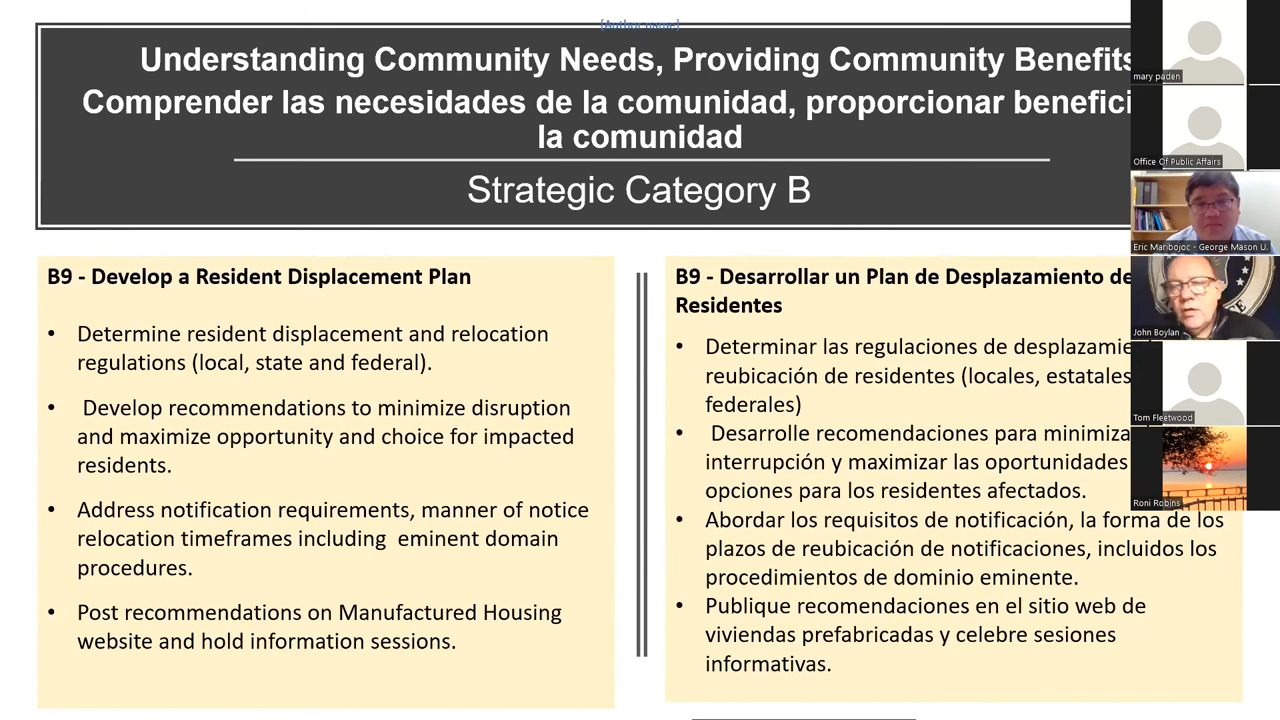 [Author name]
Understanding Community Needs, Providing Community Benefits
Comprender las necesidades de la comunidad, proporcionar
la comunidad
Strategic Category B
B9 - Develop a Resident Displacement Plan
• Determine resident displacement and relocation
regulations (local, state and federal).
• Develop recommendations to minimize disruption
and maximize opportunity and choice for impacted
residents.
• Address notification requirements, manner of notice
relocation timeframes including eminent domain
procedures.
• Post recommendations on Manufactured Housing
website and hold information sessions.
B9 - Desarrollar un Plan de Desplazamiento de
Residentes
• Determinar las regulaciones de
reubicación de residentes (locales, estatales
federales)
• Desarrolle recomendaciones para
interrupción y maximizar las oportunidades
opciones para los residentes afectados.
• Abordar los requisitos de notificación, la forma de los
plazos de reubicación de notificaciones, incluidos los
procedimientos de dominio eminente.
• Publique recomendaciones en el sitio web de
viviendas prefabricadas y celebre sesiones
informativas.
mary paden
Office Of Public Affairs
Eric Maribojoc - George Mason U.
John Boylan
Tom Fleetwood
Roni Robins